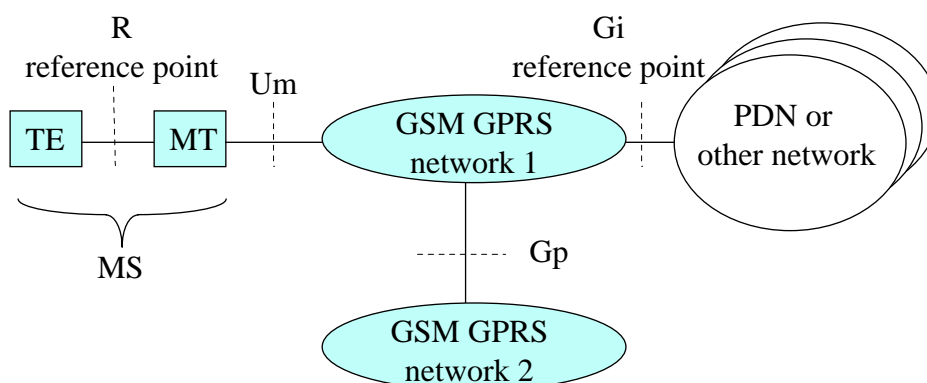 R
reference point
Gi
reference point
Um
TE
MT
GSM GPRS
network 1
PDN or
other network
MS
Gp
GSM GPRS
network 2